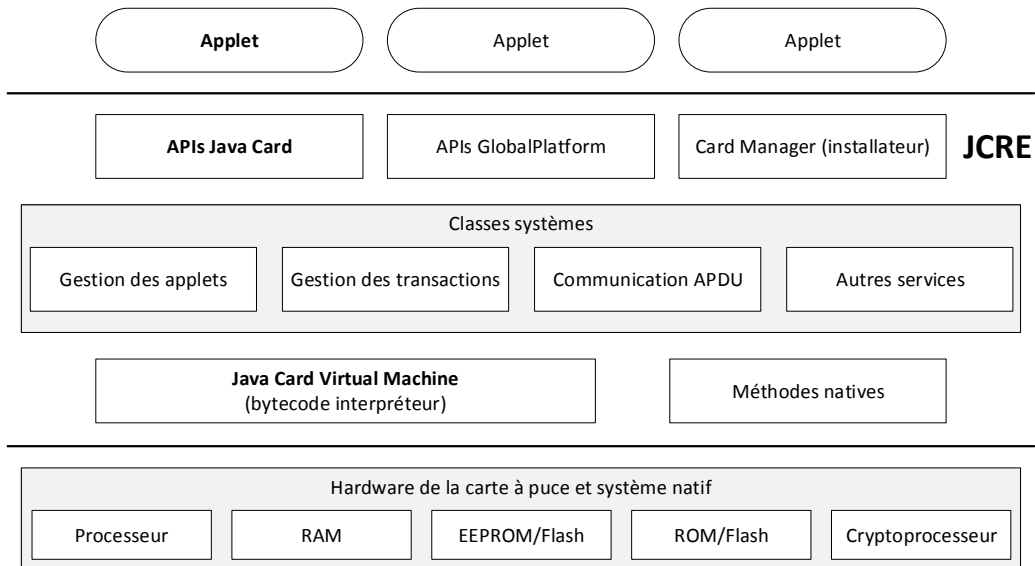 Applet
Applet
Applet
APIs Java Card
APIs GlobalPlatform
Card Manager (installateur)
JCRE
Classes systèmes
Gestion des applets
Gestion des transactions
Communication APDU
Autres services
Java Card Virtual Machine
(bytecode interpréteur)
Méthodes natives
Hardware de la carte à puce et système natif
Processeur
RAM
EEPROM/Flash
ROM/Flash
Cryptoprocesseur